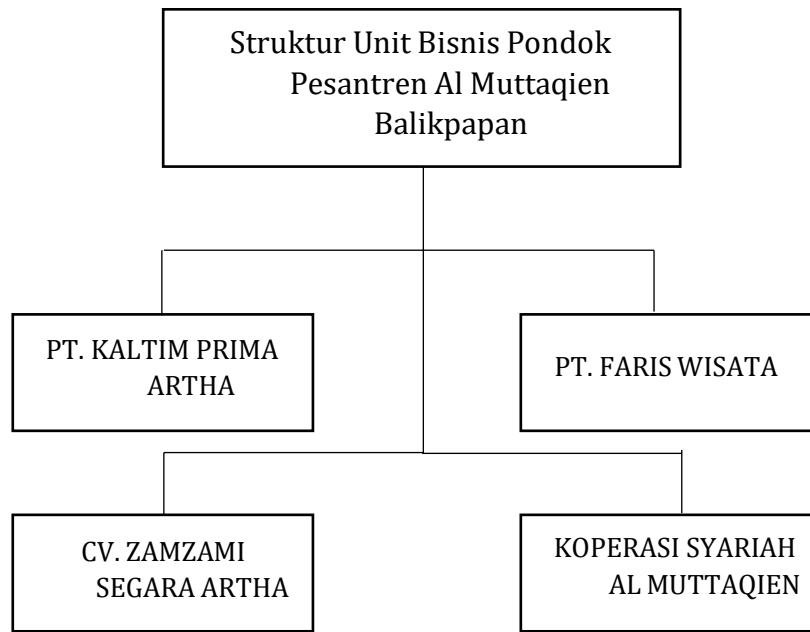 Struktur Unit Bisnis Pondok
Pesantren Al Muttaqien
Balikpapan
PT. KALTIM PRIMA
ARTHA
PT. FARIS WISATA
CV. ZAMZAMI
SEGARA ARTHA
KOPERASI SYARIAH
AL MUTTAQIEN